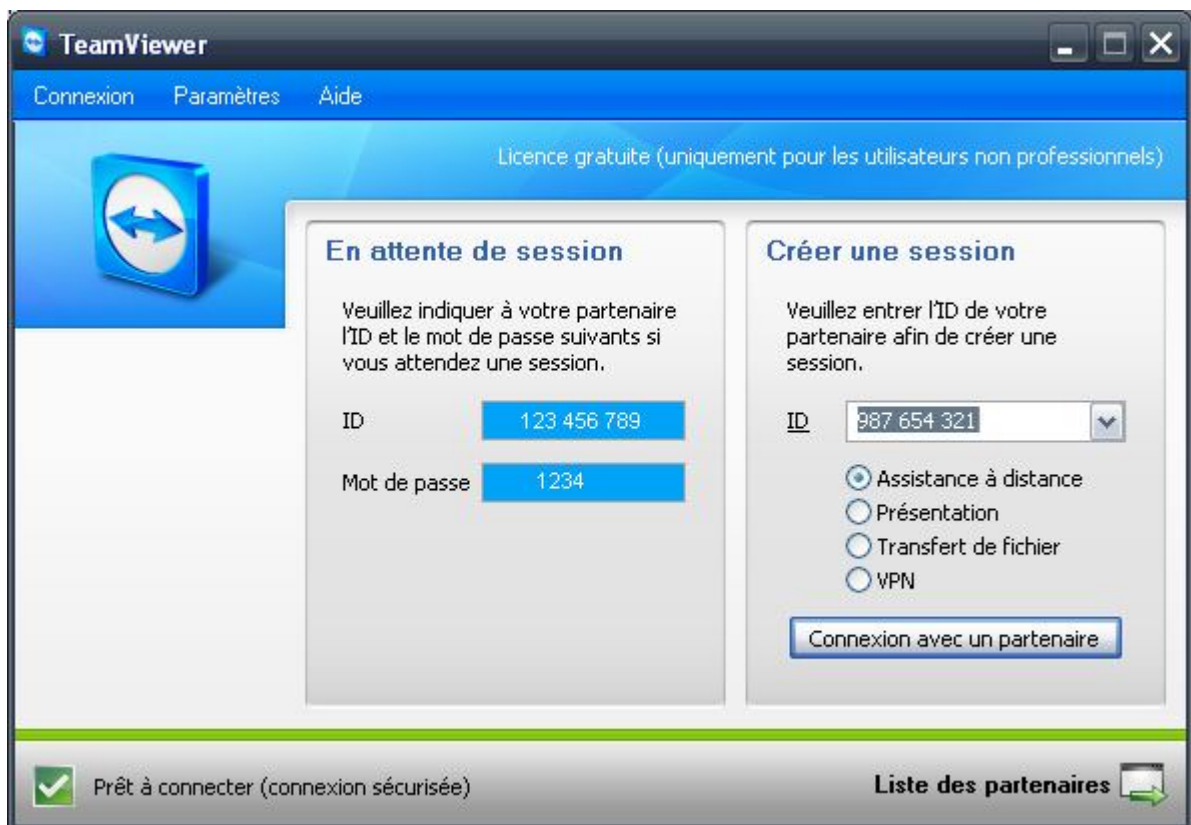 TeamViewer
Connexion Paramètres Aide
Licence gratuite (uniquement pour les utilisateurs non professionnels)
En attente de session
Veuillez indiquer à votre partenaire
l'ID et le mot de passe suivants si
vous attendez une session.
ID 123 456 789
Mot de passe 1234
Créer une session
Veuillez entrer l'ID de votre
partenaire afin de créer une
session.
ID 987 654 321
Assistance à distance
Présentation
Transfert de fichier
VPN
Connexion avec un partenaire
Prêt à connecter (connexion sécurisée)
Liste des partenaires